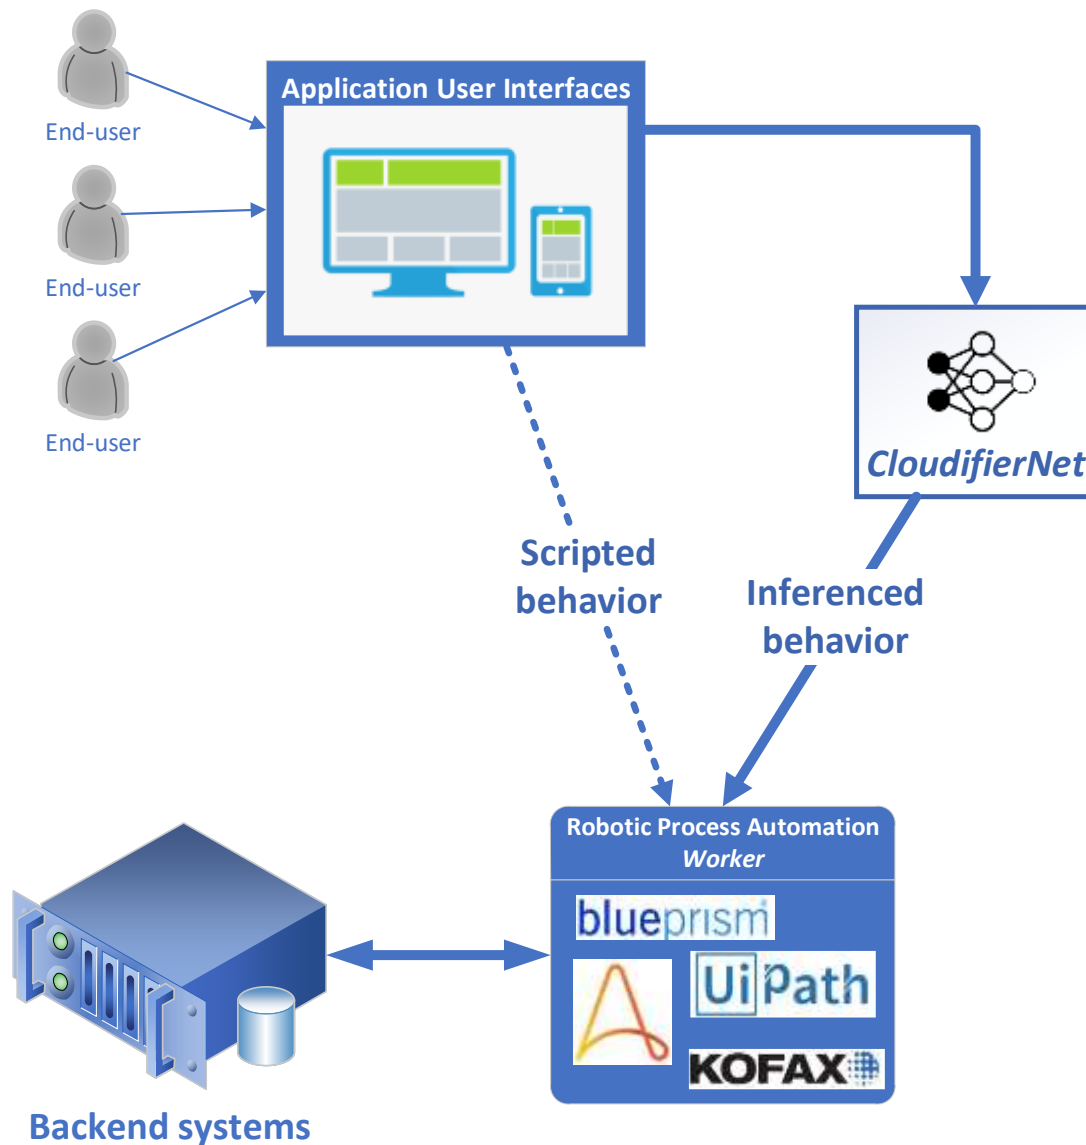 End-user
End-user
End-user
Application User Interfaces
CloudifierNet
Scripted
behavior
Inferenced
behavior
Robotic Process Automation
Worker
blueprism
UiPath
KOFAX
Backend systems